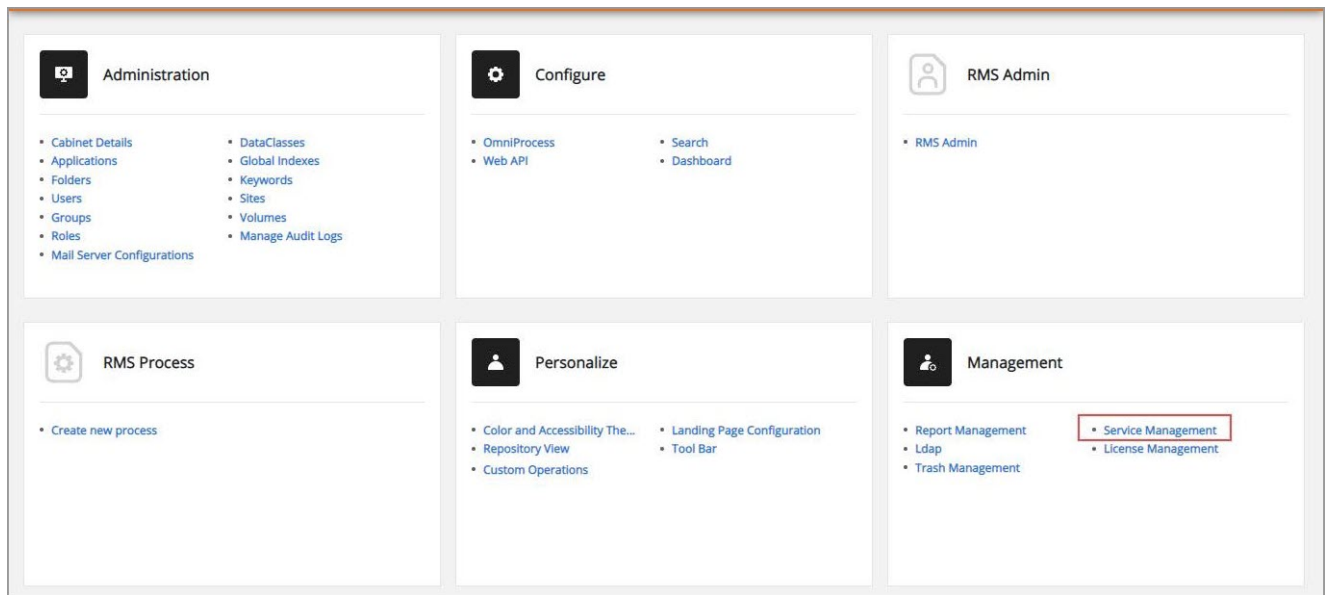 Administration
Cabinet Details
Applications
Folders
Users
Groups
Roles
Mail Server Configurations
DataClasses
Global Indexes
Keywords
Sites
Volumes
Manage Audit Logs
Configure
OmniProcess
Web API
Search
Dashboard
RMS Admin
RMS Admin
RMS Process
Create new process
Personalize
Color and Accessibility The...
Repository View
Custom Operations
Landing Page Configuration
Tool Bar
Management
Report Management
Ldap
Trash Management
Service Management
License Management